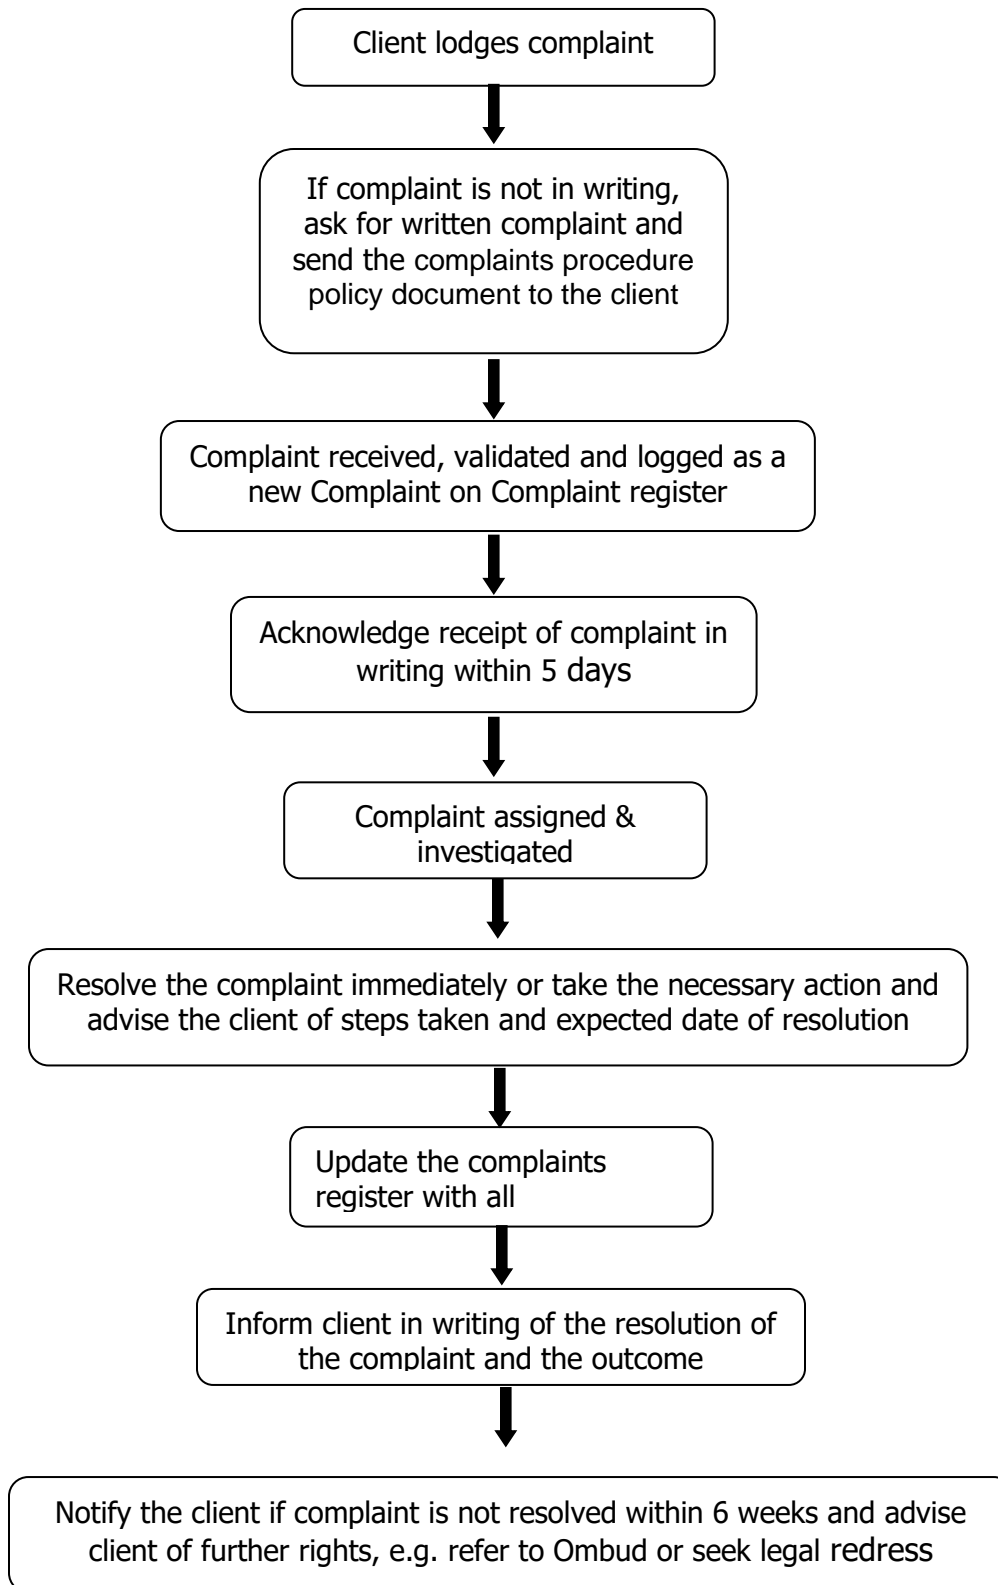 Client lodges complaint
If complaint is not in writing,
ask for written complaint and
send the complaints procedure
policy document to the client
Complaint received, validated and logged as a
new Complaint on Complaint register
Acknowledge receipt of complaint in
writing within 5 days
Complaint assigned &
investigated
Resolve the complaint immediately or take the necessary action and
advise the client of steps taken and expected date of resolution
Update the complaints
register with all
Inform client in writing of the resolution of
the complaint and the outcome
Notify the client if complaint is not resolved within 6 weeks and advise
client of further rights, e.g. refer to Ombud or seek legal redress